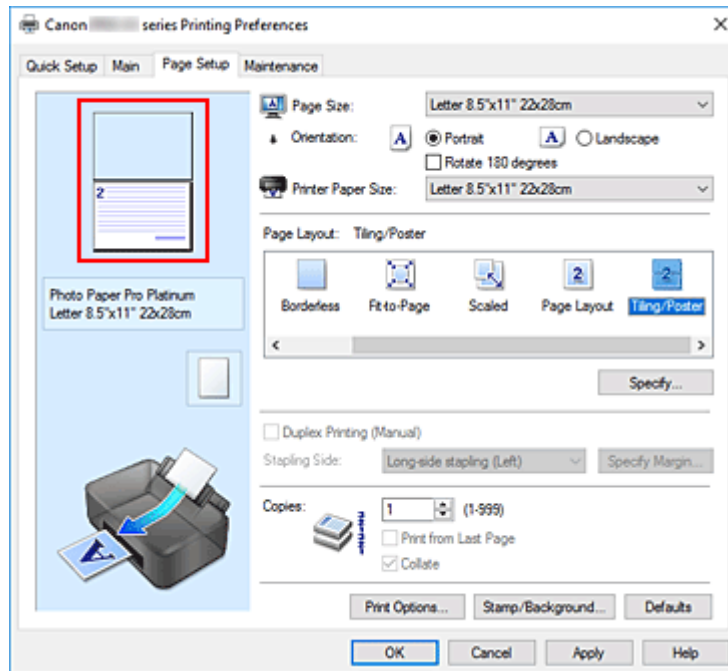 Canon series Printing Preferences
Quick Setup Main Page Setup Maintenance
2
Photo Paper Pro Platinum
Letter 8.5"x11" 22x28cm
A
Page Size: Letter 8.5"x11" 22x28cm
Orientation: A Portrait A Landscape
Rotate 180 degrees
Printer Paper Size: Letter 8.5"x11" 22x28cm
Page Layout: Tiling/Poster
2 2
Borderless Fit-to-Page Scaled Page Layout Tiling/Poster
Specify...
Duplex Printing (Manual)
Stapling Side: Long-side stapling (Left) Specify Margin...
Copies: 1 (1-999)
Print from Last Page
Collate
Print Options... Stamp/Background... Defaults
OK Cancel Apply Help